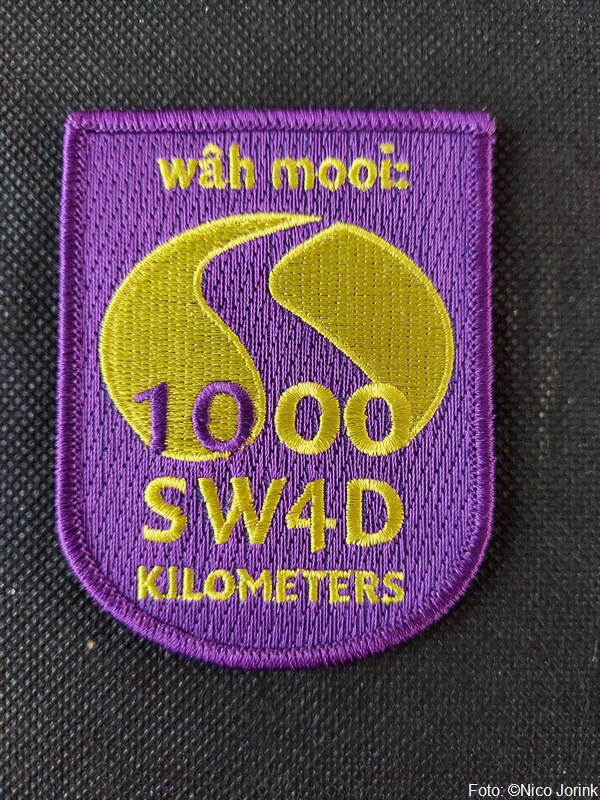 wâh mooi:
1000
SW4D
KILOMETERS
Foto: ©Nico Jorink